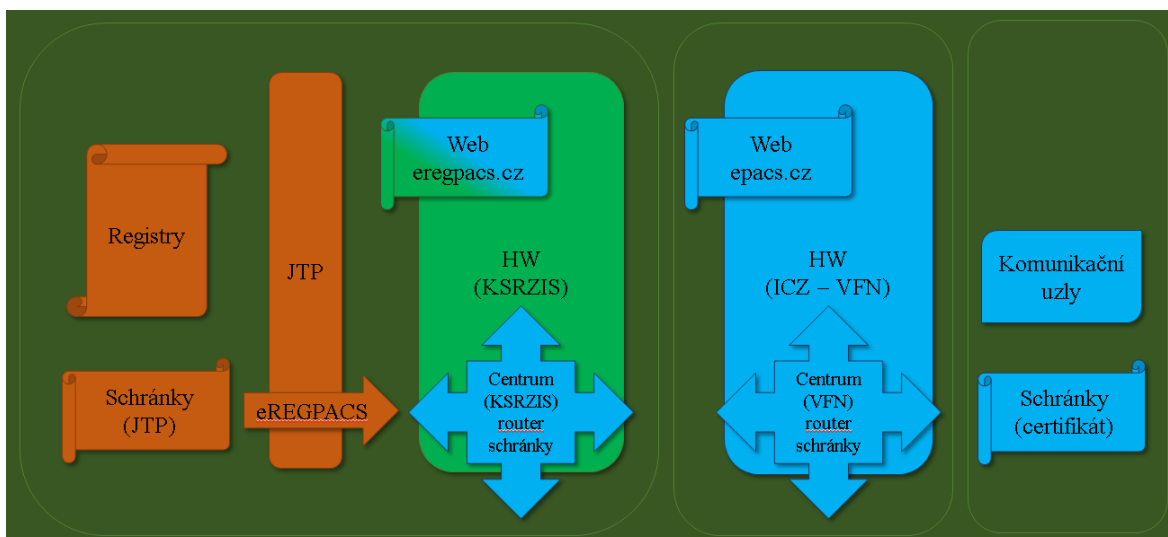 Registry
Schránky
(JTP)
JTP
eREGPACS
Web
eregpacs.cz
HW
(KSRZIS)
Centrum
(KSRZIS)
router
schránky
Web
epacs.cz
HW
(ICZ – VFN)
Centrum
(VFN)
router
schránky
Komunikační
uzly
Schránky
(certifikát)